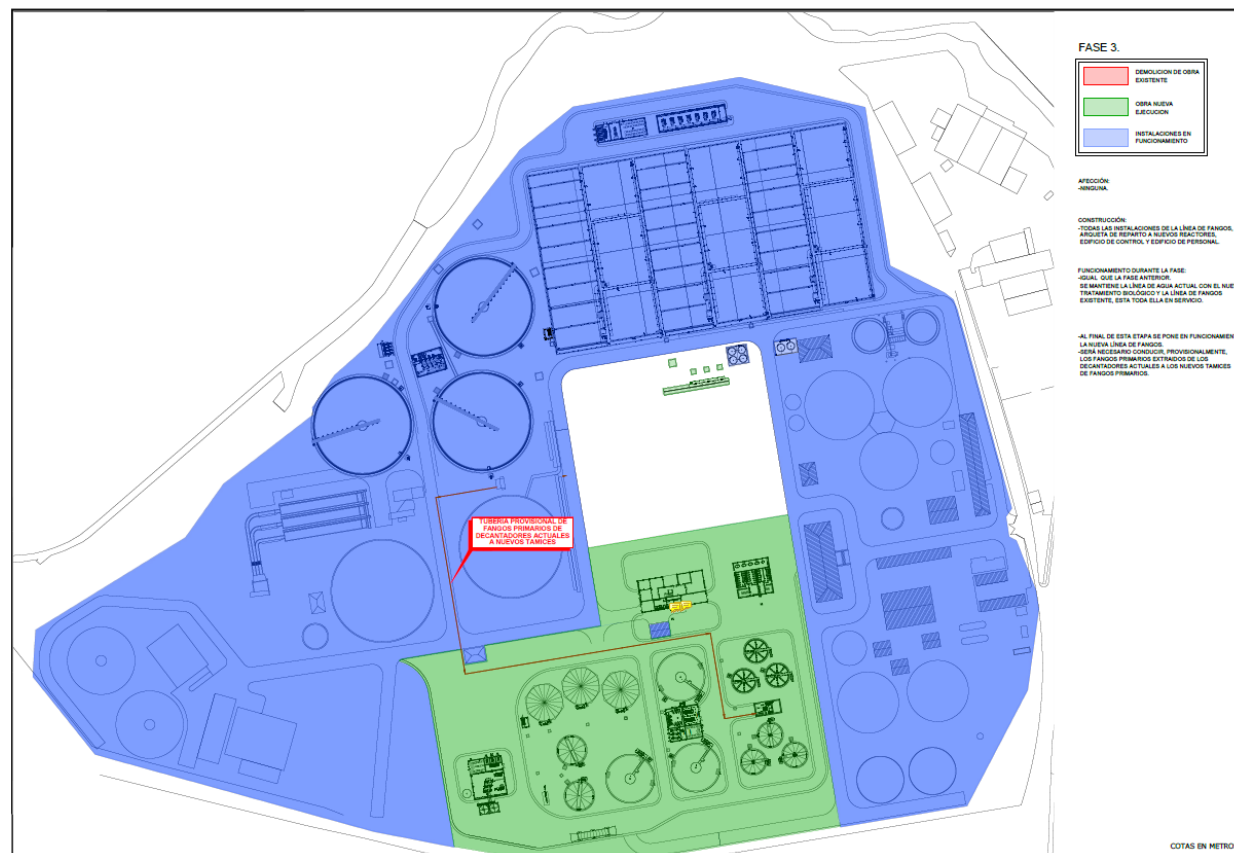 FASE 3.
DEMOLICION DE OBRA
EXISTENTE
OBRA NUEVA
EJECUCION
INSTALACIONES EN
FUNCIONAMIENTO
AFECCIÓN:
-NINGUNA.
CONSTRUCCIÓN:
-TODAS LAS INSTALACIONES DE LA LÍNEA DE FANGOS,
ARQUETA DE REPARTO A NUEVOS REACTORES,
EDIFICIO DE CONTROL Y EDIFICIO DE PERSONAL.
FUNCIONAMIENTO DURANTE LA FASE:
-IGUAL QUE LA FASE ANTERIOR.
SE MANTIENE LA LÍNEA DE AGUA ACTUAL CON EL NUE
TRATAMIENTO BIOLÓGICO Y LA LÍNEA DE FANGOS
EXISTENTE, ESTA TODA ELLA EN SERVICIO.
-AL FINAL DE ESTA ETAPA SE PONE EN FUNCIONAMIEN
LA NUEVA LÍNEA DE FANGOS.
-SERÁ NECESARIO CONDUCIR, PROVISIONALMENTE,
LOS FANGOS PRIMARIOS EXTRAIDOS DE LOS
DECANTADORES ACTUALES A LOS NUEVOS TAMICES
DE FANGOS PRIMARIOS.
TUBERÍA PROVISIONAL DE
FANGOS PRIMARIOS DE
DECANTADORES ACTUALES
A NUEVOS TAMICES
COTAS EN METRO